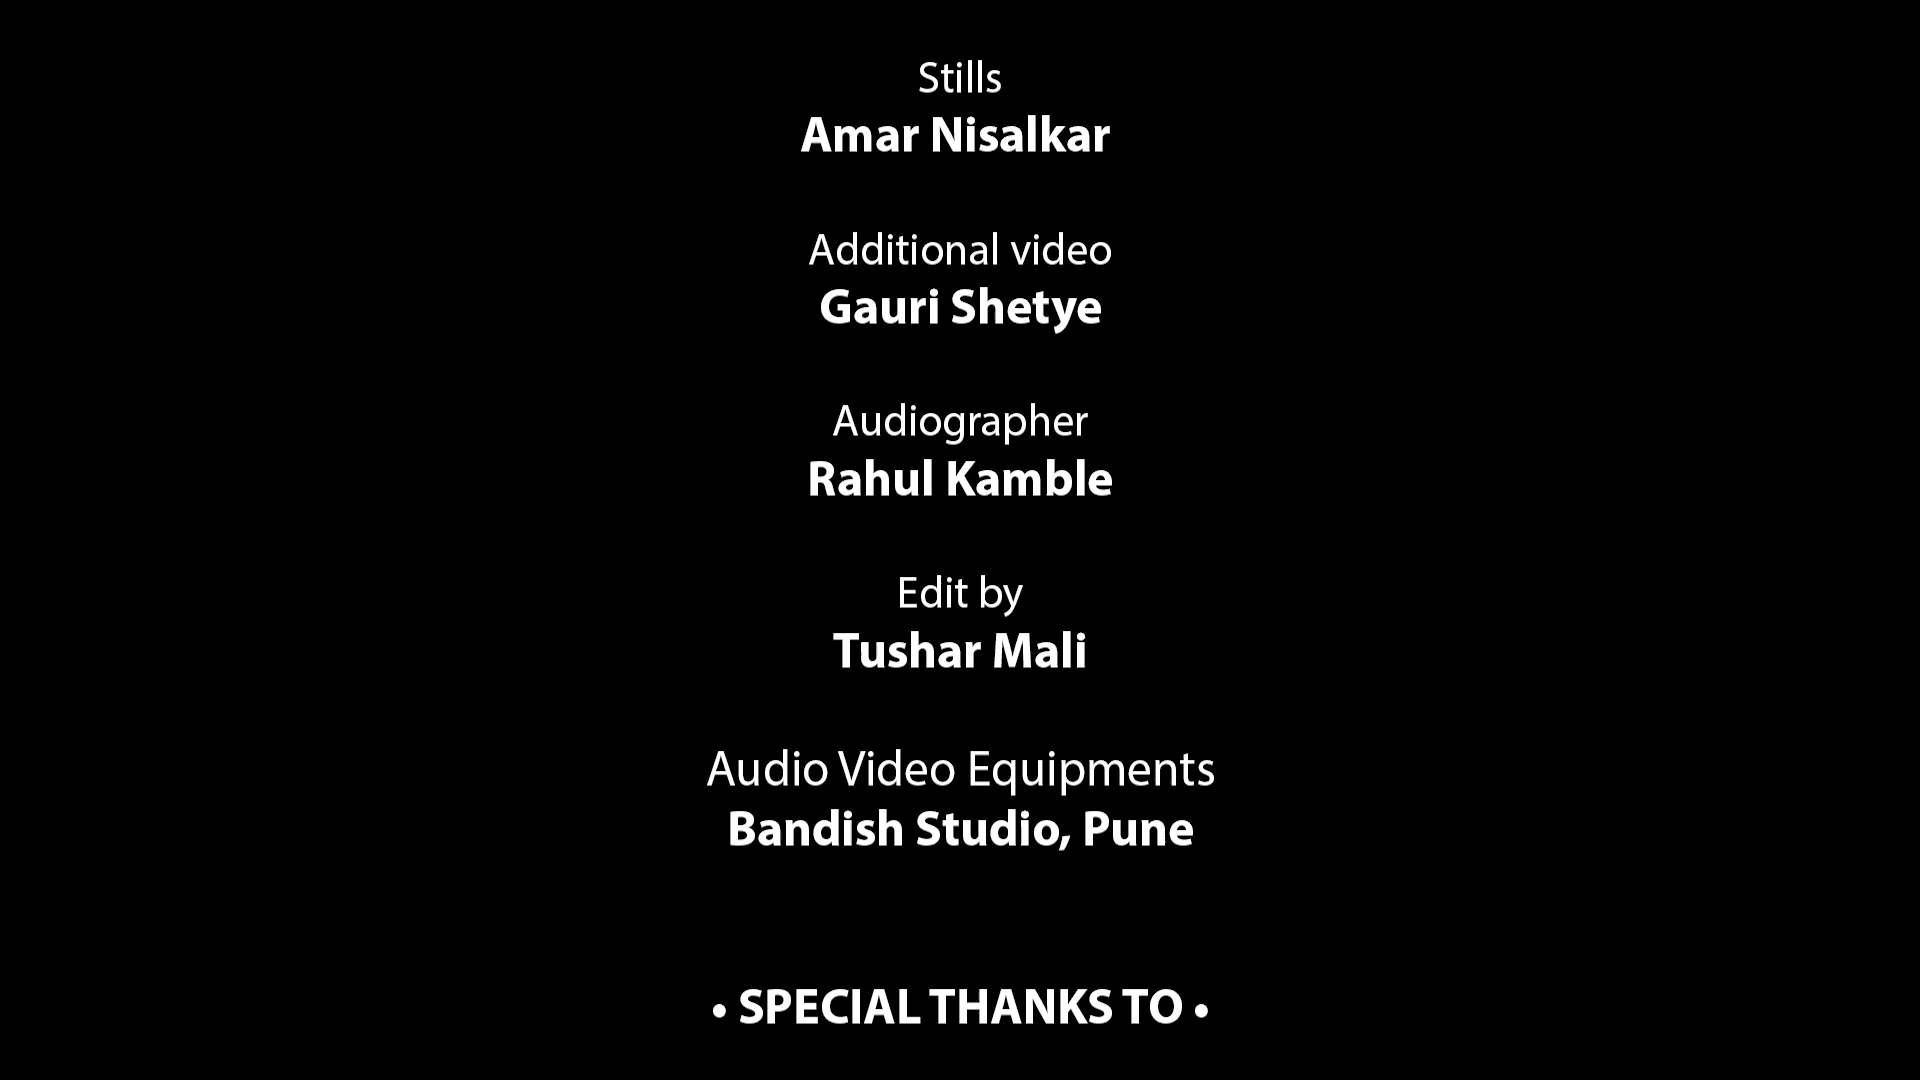 Stills
Amar Nisalkar
Additional video
Gauri Shetye
Audiographer
Rahul Kamble
Edit by
Tushar Mali
Audio Video Equipments
Bandish Studio, Pune
• SPECIAL THANKS TO •